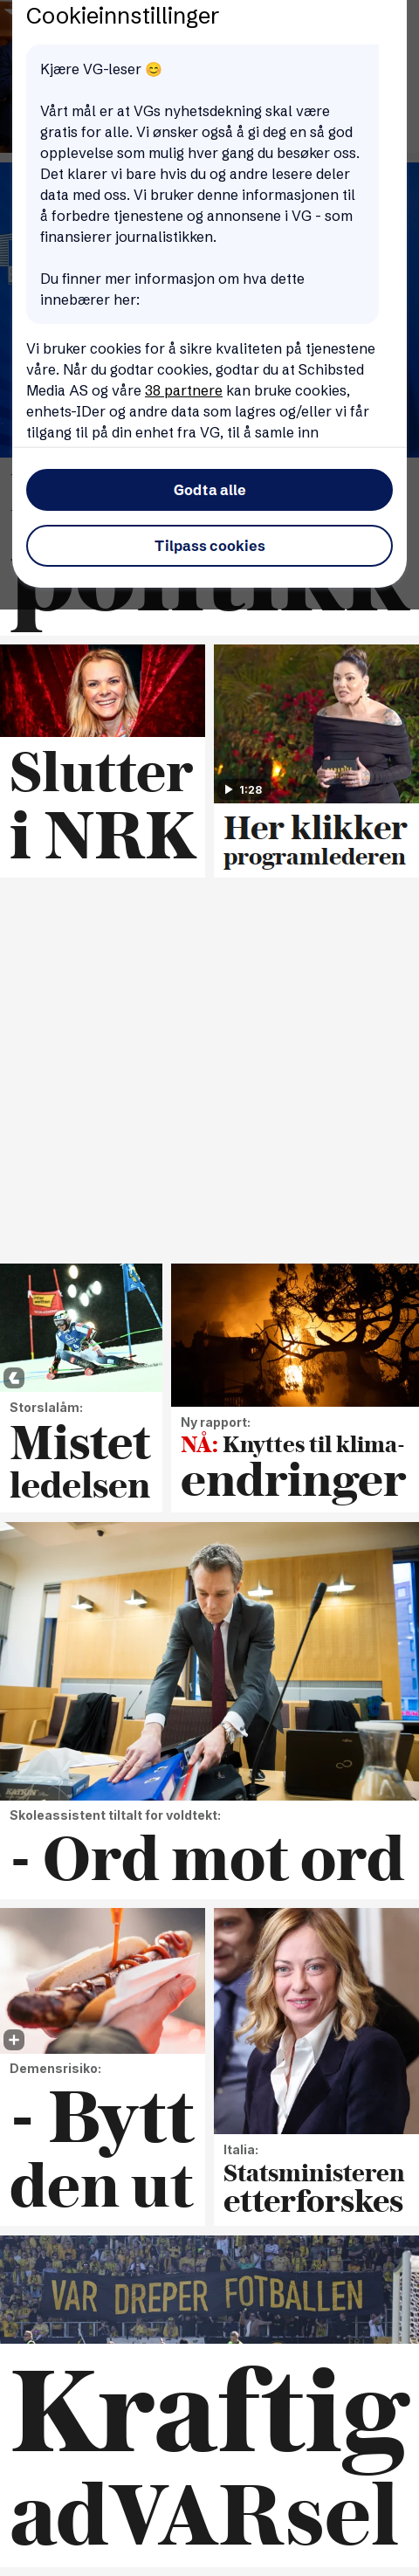 Cookieinnstillinger
Kjære VG-leser 😊
Vårt mål er at VGs nyhetsdekning skal være
gratis for alle. Vi ønsker også å gi deg en så god
opplevelse som mulig hver gang du besøker oss.
Det klarer vi bare hvis du og andre lesere deler
data med oss. Vi bruker denne informasjonen til
å forbedre tjenestene og annonsene i VG - som
finansierer journalistikken.
Du finner mer informasjon om hva dette
innebærer her:
Vi bruker cookies for å sikre kvaliteten på tjenestene
våre. Når du godtar cookies, godtar du at Schibsted
Media AS og våre 38 partnere kan bruke cookies,
enhets-IDer og andre data som lagres og/eller vi får
tilgang til på din enhet fra VG, til å samle inn
Godta alle
Tilpass cookies
politikk
1:28
Slutter
i NRK
Her klikker
programlederen
Storslalåm:
Mistet
ledelsen
Ny rapport:
NÅ: Knyttes til klima-
endringer
Skoleassistent tiltalt for voldtekt:
- Ord mot ord
Demensrisiko:
- Bytt
den ut
Italia:
Statsministeren
etterforskes
VAR DREPER FOTBALLEN
Kraftig
adVARsel